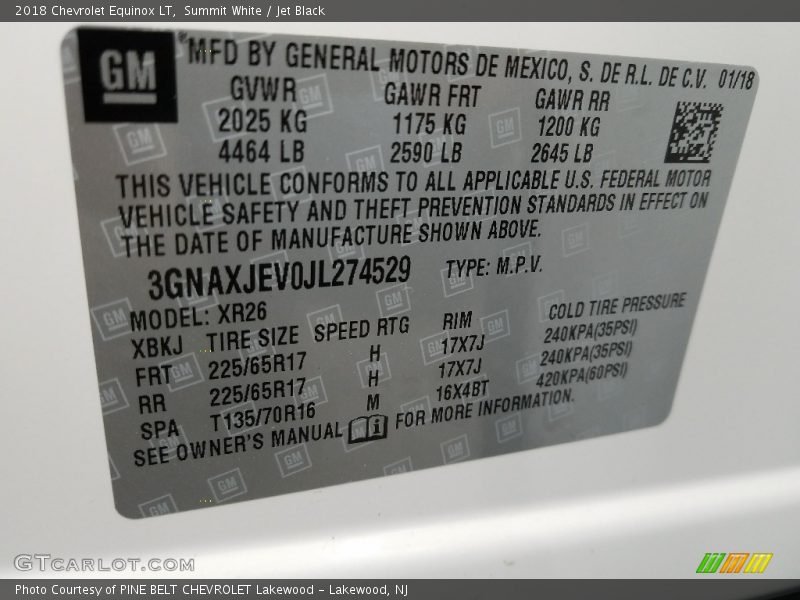 2018 Chevrolet Equinox LT,  Summit White / Jet Black
GM
*MFD BY GENERAL MOTORS DE MEXICO, S. DE R.L. DE C.V. 01/18
GVWR GAWR FRT GAWR RR
2025 KG 1175 KG 1200 KG
4464 LB 2590 LB 2645 LB
THIS VEHICLE CONFORMS TO ALL APPLICABLE U.S. FEDERAL MOTOR
VEHICLE SAFETY AND THEFT PREVENTION STANDARDS IN EFFECT ON
THE DATE OF MANUFACTURE SHOWN ABOVE.
3GNAXJEV0JL274529 TYPE: M.P.V.
MODEL: XR26
XBKJ TIRE SIZE SPEED RTG RIM COLD TIRE PRESSURE
FRT 225/65R17 H 17X7J 240KPA(35PSI)
RR 225/65R17 H 17X7J 240KPA(35PSI)
SPA T135/70R16 M 16X4BT 420KPA(60PSI)
SEE OWNER'S MANUAL i FOR MORE INFORMATION.
GTcarlot.com
Photo Courtesy of PINE BELT CHEVROLET Lakewood - Lakewood, NJ